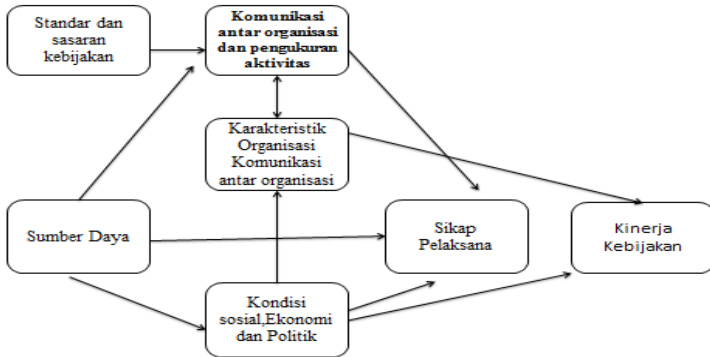 Standar dan
sasaran
kebijakan
Komunikasi
antar organisasi
dan pengukuran
aktivitas
Karakteristik
Organisasi
Komunikasi
antar organisasi
Sumber Daya
Sikap
Pelaksana
Kinerja
Kebijakan
Kondisi
sosial,Ekonomi
dan Politik